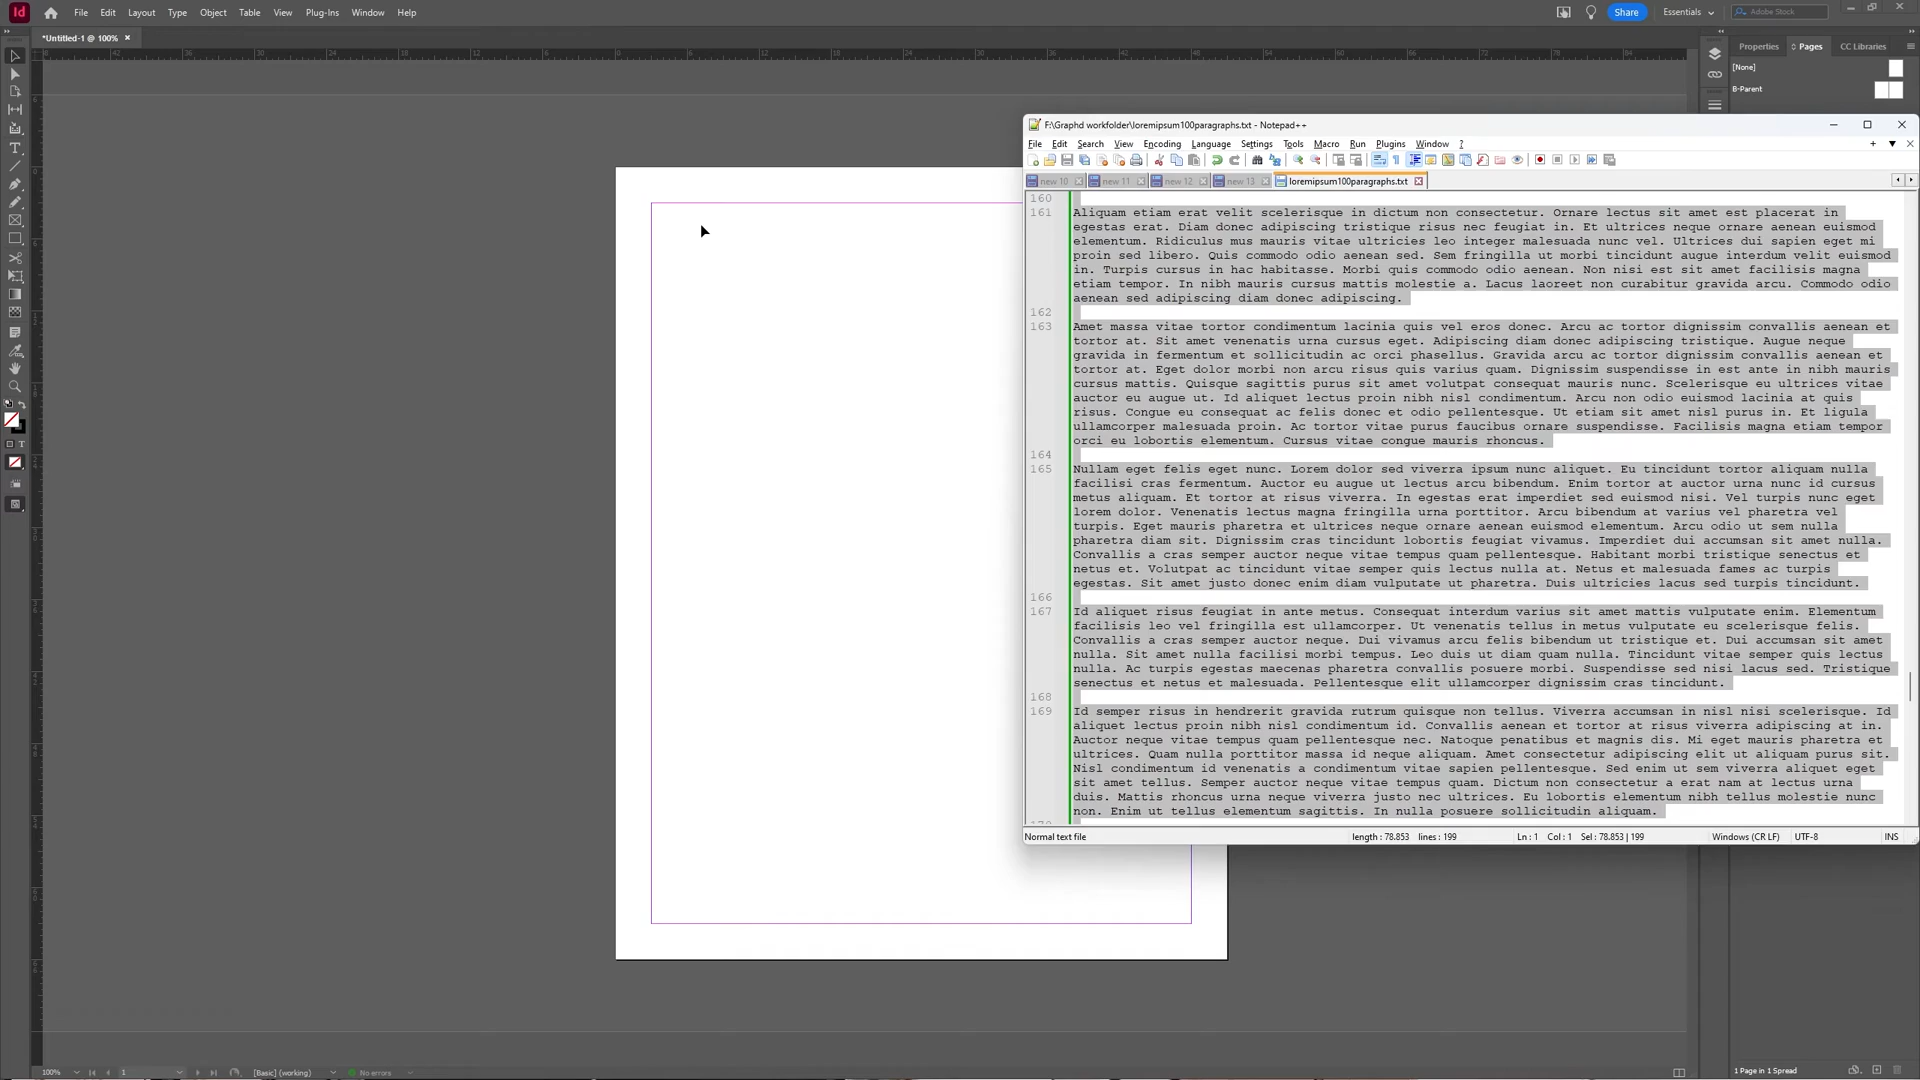 Id
File Edit Layout Type Object Table View Plug-Ins Window Help
Share
Essentials
Adobe Stock
*Untitled-1 @ 100%
Properties
Pages
CC Libraries
[None]
B-Parent
F:\Graphd workfolder\loremipsum100paragraphs.txt - Notepad++
File Edit Search View Encoding Language Settings Tools Macro Run Plugins Window ?
new 10 new 11 new 12 new 13 loremipsum100paragraphs.txt
160
161 Aliquam etiam erat velit scelerisque in dictum non consectetur. Ornare lectus sit amet est placerat in
egestas erat. Diam donec adipiscing tristique risus nec feugiat in. Et ultrices neque ornare aenean euismod
elementum. Ridiculus mus mauris vitae ultricies leo integer malesuada nunc vel. Ultrices dui sapien eget mi
proin sed libero. Quis commodo odio aenean sed. Sem fringilla ut morbi tincidunt augue interdum velit euismod
in. Turpis cursus in hac habitasse. Morbi quis commodo odio aenean. Non nisi est sit amet facilisis magna
etiam tempor. In nibh mauris cursus mattis molestie a. Lacus laoreet non curabitur gravida arcu. Commodo odio
aenean sed adipiscing diam donec adipiscing.
162
163 Amet massa vitae tortor condimentum lacinia quis vel eros donec. Arcu ac tortor dignissim convallis aenean et
tortor at. Sit amet venenatis urna cursus eget. Adipiscing diam donec adipiscing tristique. Augue neque
gravida in fermentum et sollicitudin ac orci phasellus. Gravida arcu ac tortor dignissim convallis aenean et
tortor at. Eget dolor morbi non arcu risus quis varius quam. Dignissim suspendisse in est ante in nibh mauris
cursus mattis. Quisque sagittis purus sit amet volutpat consequat mauris nunc. Scelerisque eu ultrices vitae
auctor eu augue ut. Id aliquet lectus proin nibh nisl condimentum. Arcu non odio euismod lacinia at quis
risus. Congue eu consequat ac felis donec et odio pellentesque. Ut etiam sit amet nisl purus in. Et ligula
ullamcorper malesuada proin. Ac tortor vitae purus faucibus ornare suspendisse. Facilisis magna etiam tempor
orci eu lobortis elementum. Cursus vitae congue mauris rhoncus.
164
165 Nullam eget felis eget nunc. Lorem dolor sed viverra ipsum nunc aliquet. Eu tincidunt tortor aliquam nulla
facilisi cras fermentum. Auctor eu augue ut lectus arcu bibendum. Enim tortor at auctor urna nunc id cursus
metus aliquam. Et tortor at risus viverra. In egestas erat imperdiet sed euismod nisi. Vel turpis nunc eget
lorem dolor. Venenatis lectus magna fringilla urna porttitor. Arcu bibendum at varius vel pharetra vel
turpis. Eget mauris pharetra et ultrices neque ornare aenean euismod elementum. Arcu odio ut sem nulla
pharetra diam sit. Dignissim cras tincidunt lobortis feugiat vivamus. Imperdiet dui accumsan sit amet nulla.
Convallis a cras semper auctor neque vitae tempus quam pellentesque. Habitant morbi tristique senectus et
netus et. Volutpat ac tincidunt vitae semper quis lectus nulla at. Netus et malesuada fames ac turpis
egestas. Sit amet justo donec enim diam vulputate ut pharetra. Duis ultricies lacus sed turpis tincidunt.
166
167 Id aliquet risus feugiat in ante metus. Consequat interdum varius sit amet mattis vulputate enim. Elementum
facilisis leo vel fringilla est ullamcorper. Ut venenatis tellus in metus vulputate eu scelerisque felis.
Convallis a cras semper auctor neque. Dui vivamus arcu felis bibendum ut tristique et. Dui accumsan sit amet
nulla. Sit amet nulla facilisi morbi tempus. Leo duis ut diam quam nulla. Tincidunt vitae semper quis lectus
nulla. Ac turpis egestas maecenas pharetra convallis posuere morbi. Suspendisse sed nisi lacus sed. Tristique
senectus et netus et malesuada. Pellentesque elit ullamcorper dignissim cras tincidunt.
168
169 Id semper risus in hendrerit gravida rutrum quisque non tellus. Viverra accumsan in nisl nisi scelerisque. Id
aliquet lectus proin nibh nisl condimentum id. Convallis aenean et tortor at risus viverra adipiscing at in.
Auctor neque vitae tempus quam pellentesque nec. Natoque penatibus et magnis dis. Mi eget mauris pharetra et
ultrices. Quam nulla porttitor massa id neque aliquam. Amet consectetur adipiscing elit ut aliquam purus sit.
Nisl condimentum id venenatis a condimentum vitae sapien pellentesque. Sed enim ut sem viverra aliquet eget
sit amet tellus. Semper auctor neque vitae tempus quam. Dictum non consectetur a erat nam at lectus urna
duis. Mattis rhoncus urna neque viverra justo nec ultrices. Eu lobortis elementum nibh tellus molestie nunc
non. Enim ut tellus elementum sagittis. In nulla posuere sollicitudin aliquam.
Normal text file length : 78.853 lines : 199 Ln : 1 Col : 1 Sel : 78.853 | 199 Windows (CR LF) UTF-8 INS
100% 1 [Basic] (working) No errors
1 Page in 1 Spread